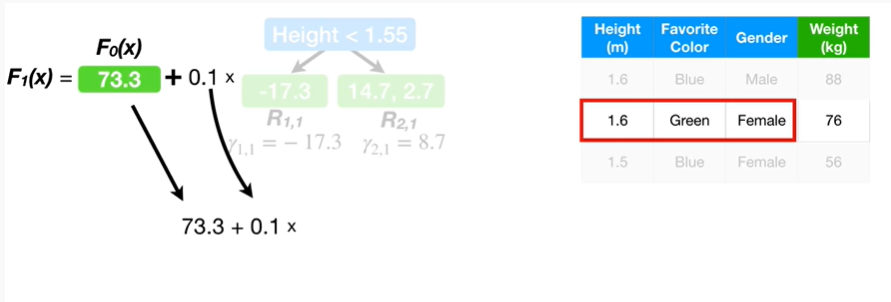 F₀(x)
F₁(x) = 73.3 + 0.1 x
Height < 1.55
-17.3 14.7, 2.7
R₁,₁ R₂,₁
γ₁,₁ = − 17.3 γ₂,₁ = 8.7
73.3 + 0.1 x
Height (m) Favorite Color Gender Weight (kg)
1.6 Blue Male 88
1.6 Green Female 76
1.5 Blue Female 56